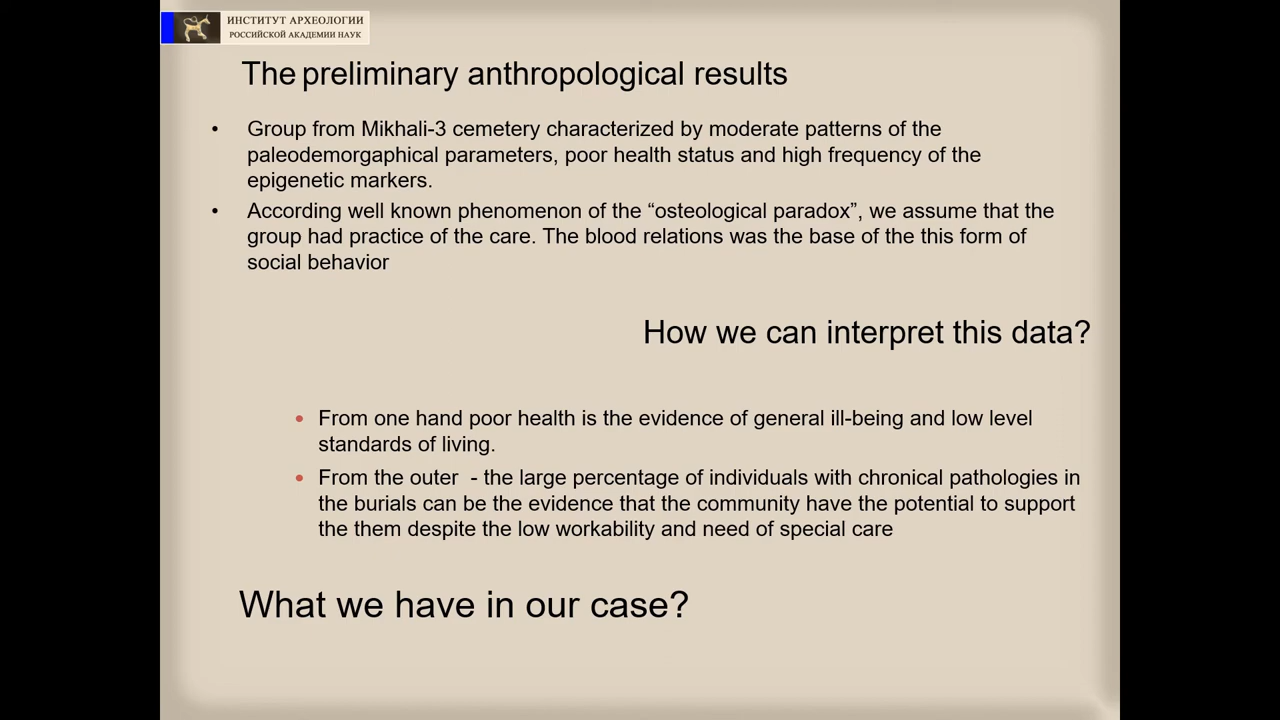 ИНСТИТУТ АРХЕОЛОГИИ
РОССИЙСКОЙ АКАДЕМИИ НАУК
The preliminary anthropological results
• Group from Mikhali-3 cemetery characterized by moderate patterns of the
paleodemorgaphical parameters, poor health status and high frequency of the
epigenetic markers.
• According well known phenomenon of the “osteological paradox”, we assume that the
group had practice of the care. The blood relations was the base of the this form of
social behavior
How we can interpret this data?
• From one hand poor health is the evidence of general ill-being and low level
standards of living.
• From the outer - the large percentage of individuals with chronical pathologies in
the burials can be the evidence that the community have the potential to support
the them despite the low workability and need of special care
What we have in our case?